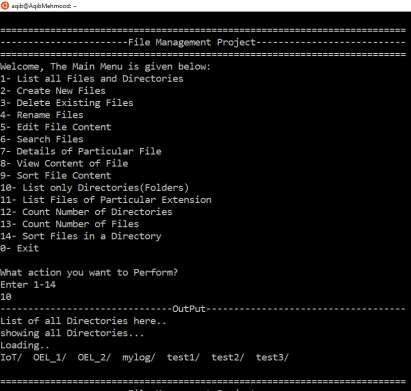 aqib@AqibMehmood: ~
================================================================
-----------------------File Management Project---------------------------
================================================================
Welcome, The Main Menu is given below:
1- List all Files and Directories
2- Create New Files
3- Delete Existing Files
4- Rename Files
5- Edit File Content
6- Search Files
7- Details of Particular File
8- View Content of File
9- Sort File Content
10- List only Directories(Folders)
11- List Files of Particular Extension
12- Count Number of Directories
13- Count Number of Files
14- Sort Files in a Directory
0- Exit
What action you want to Perform?
Enter 1-14
10
-------------------------------OutPut------------------------------------
List of all Directories here..
showing all Directories...
Loading..
IoT/  OEL_1/  OEL_2/  mylog/  test1/  test2/  test3/
================================================================